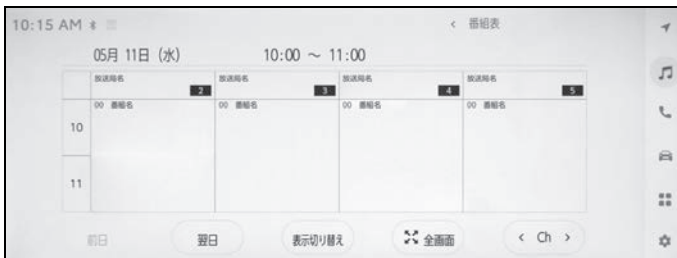 10:15 AM
< 番組表
05月 11日 (水) 10:00 ～ 11:00
放送局名 2 放送局名 3 放送局名 4 放送局名 5
00 番組名 00 番組名 00 番組名 00 番組名
10
11
前日 翌日 表示切り替え 全画面 < Ch >